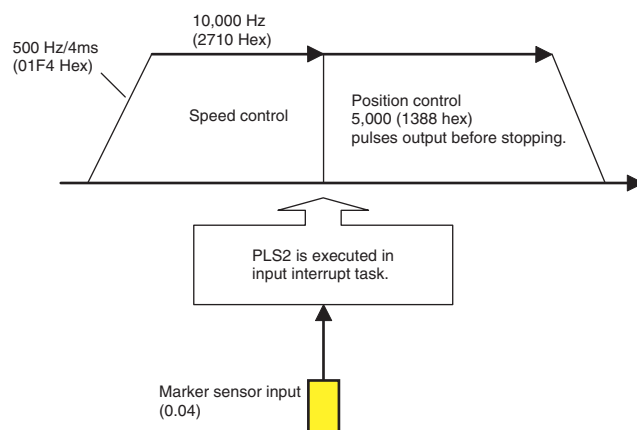 10,000 Hz
(2710 Hex)
500 Hz/4ms
(01F4 Hex)
Speed control
Position control
5,000 (1388 hex)
pulses output before stopping.
PLS2 is executed in
input interrupt task.
Marker sensor input
(0.04)